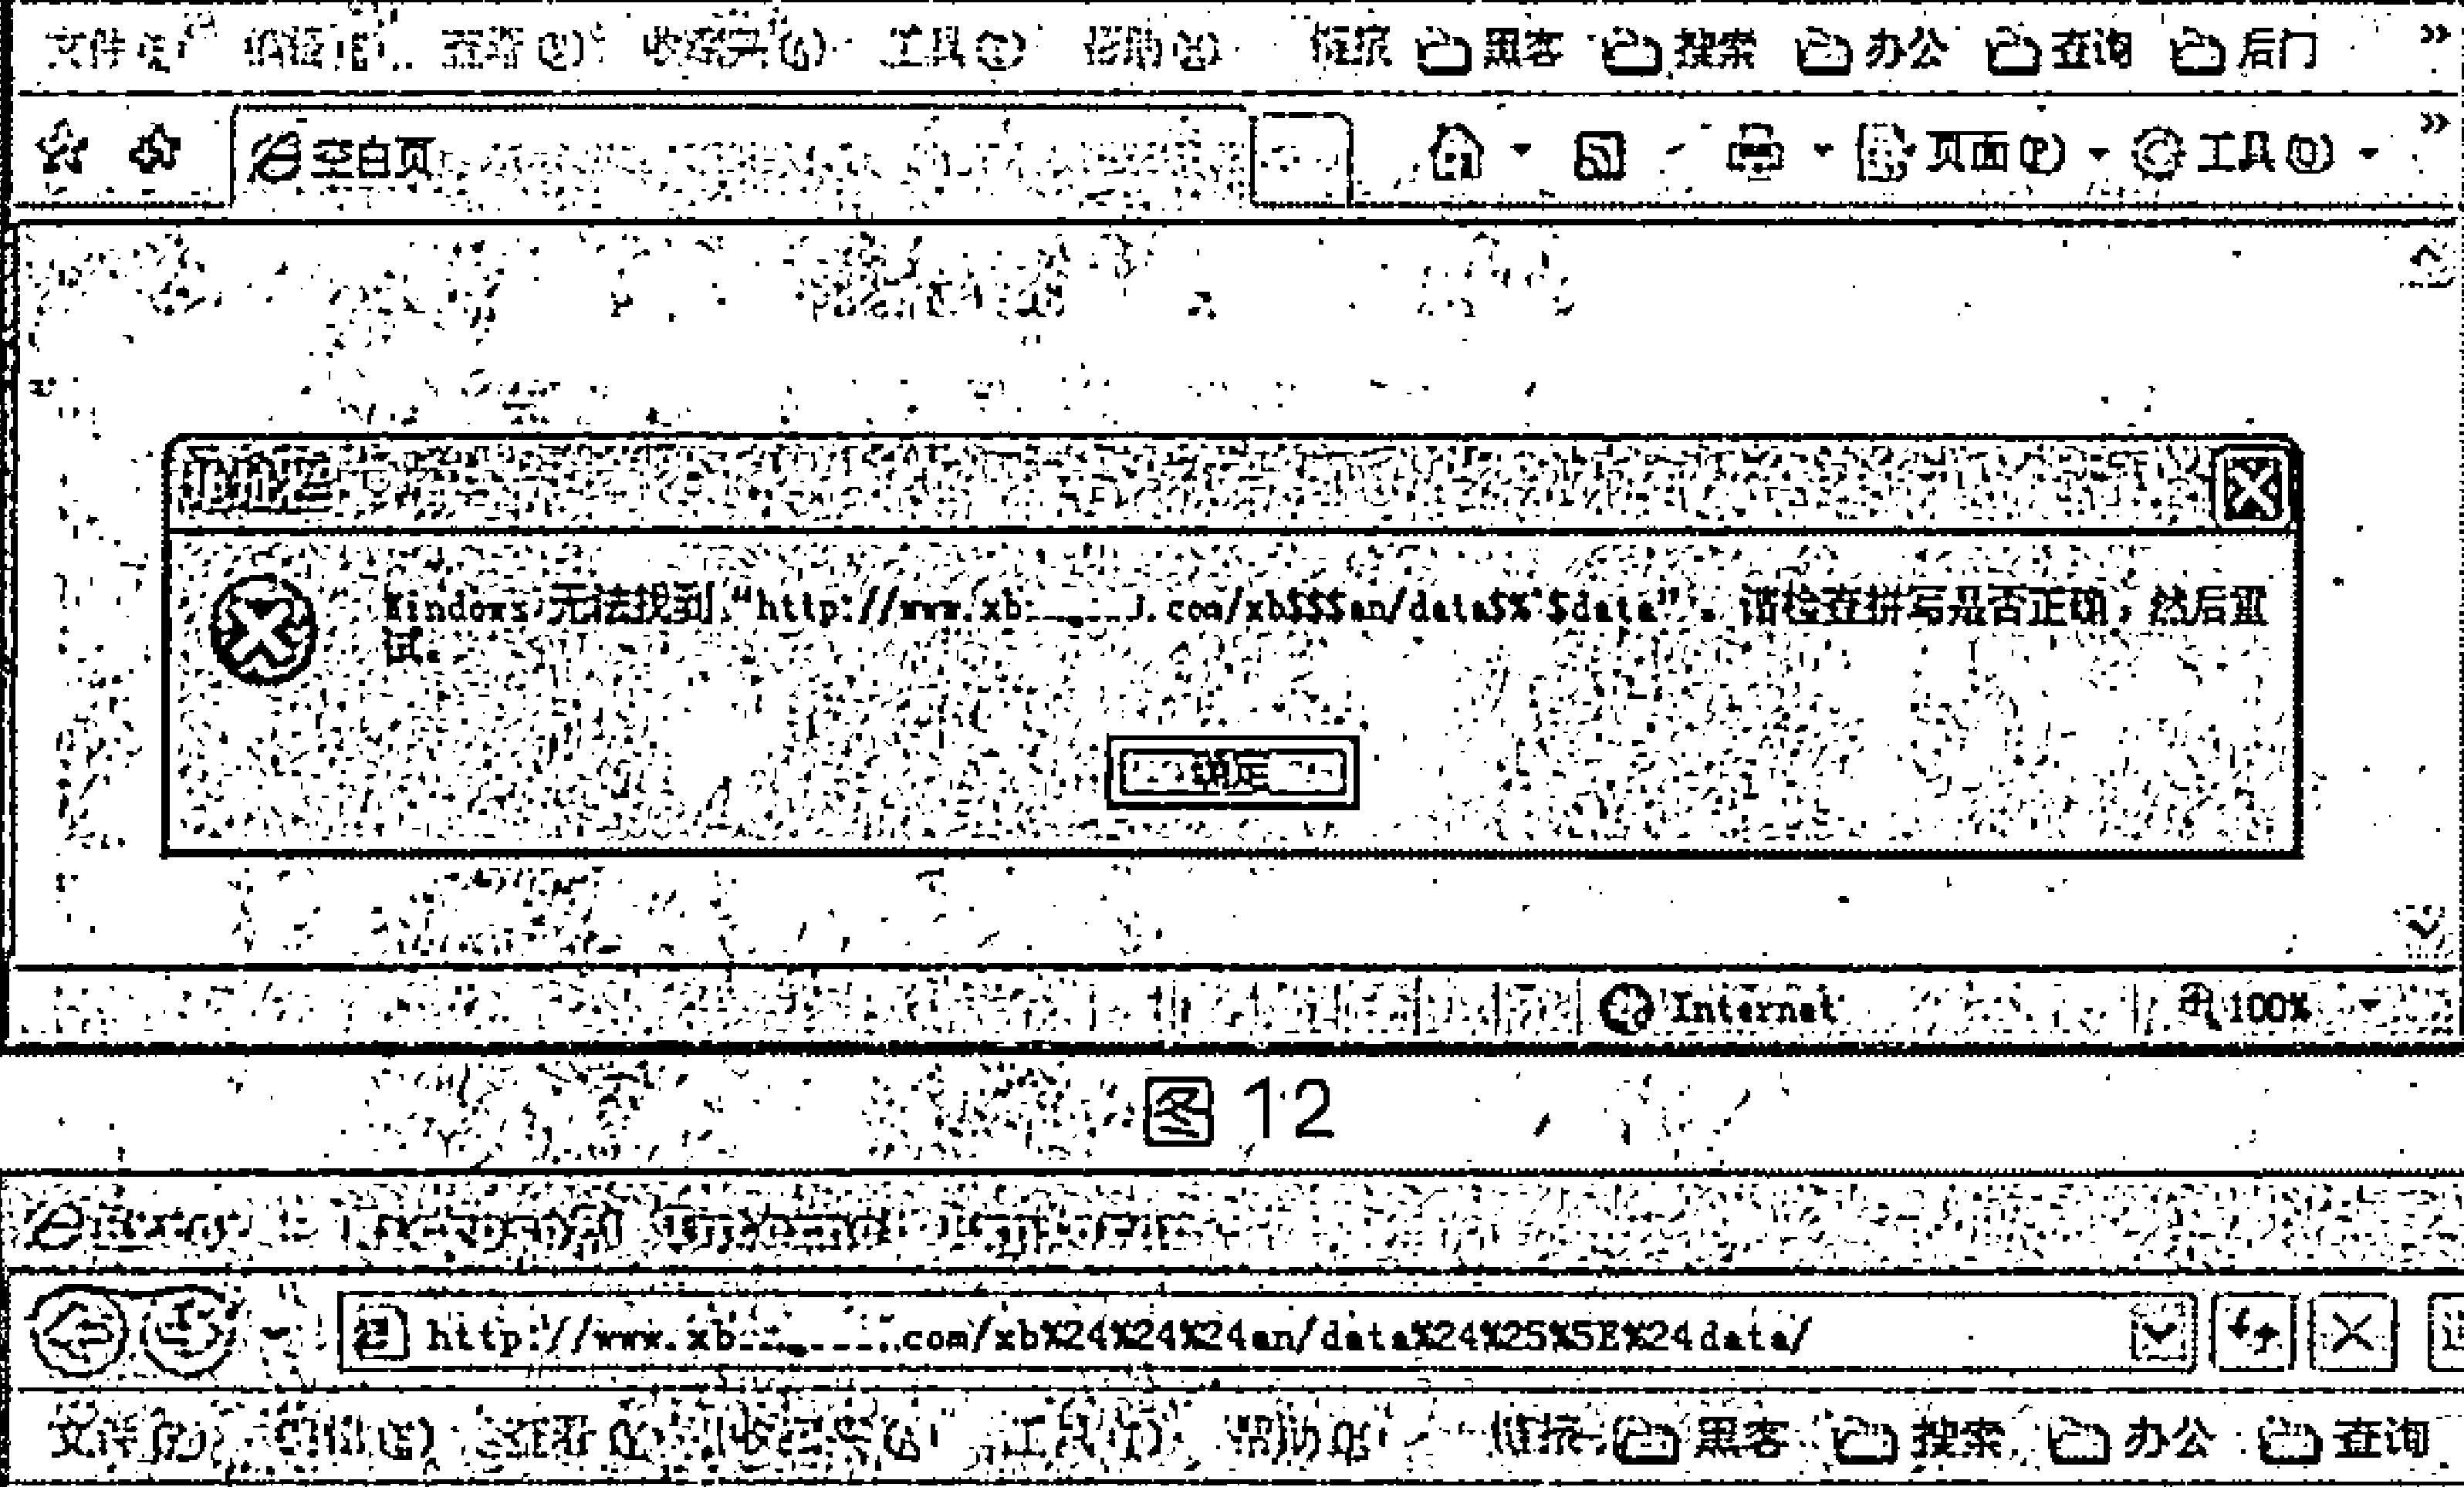 文件 编辑(E) 查看(V) 收藏夹(A) 工具(T) 帮助(H) 链接 黑客 搜索 办公 查询 后门 »
空白页 页面(P) 工具(O) »
地址栏
Windows 无法找到“http://www.xb .com/xb$$$an/data$%^$data”。请检查拼写是否正确，然后重
试。
确定
Internet 100%
图 12
http://www.xb .com/xb%24%24%24an/data%24%25%5E%24data/
文件(F) 编辑(E) 查看(V) 收藏夹(A) 工具(T) 帮助(H) 链接 黑客 搜索 办公 查询